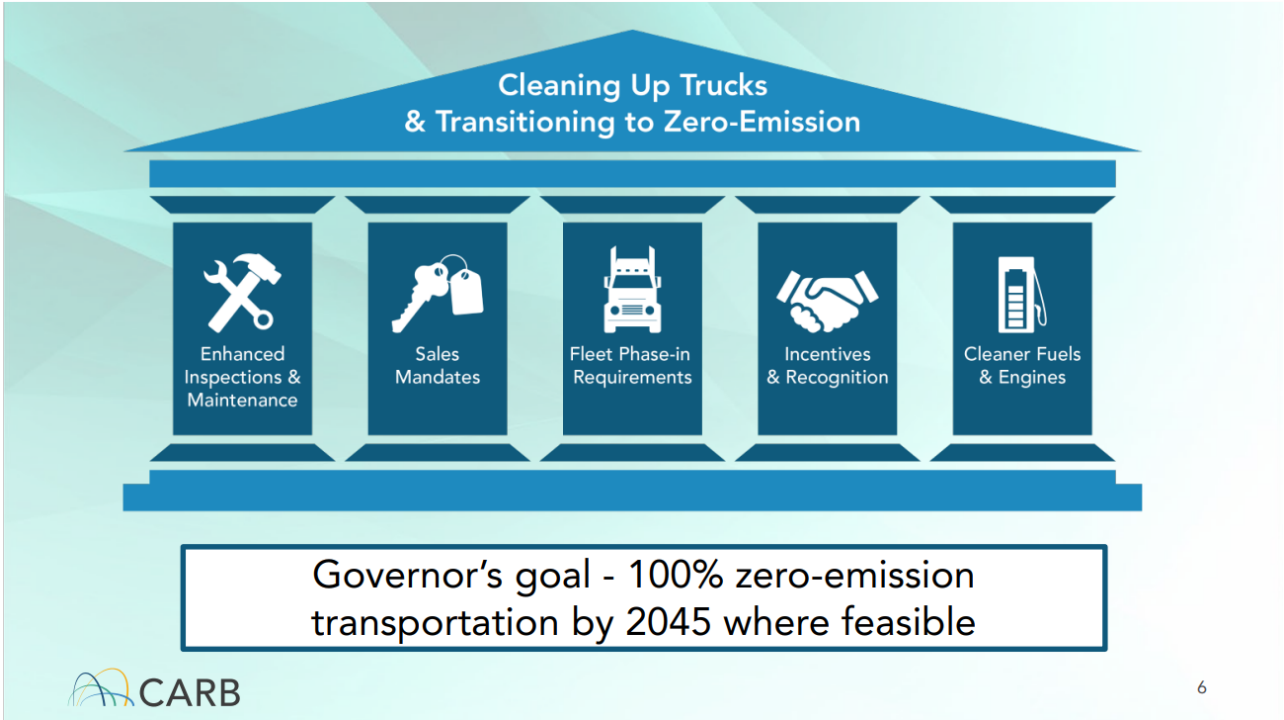 Cleaning Up Trucks
& Transitioning to Zero-Emission
Enhanced
Inspections &
Maintenance
Sales
Mandates
Fleet Phase-in
Requirements
Incentives
& Recognition
Cleaner Fuels
& Engines
Governor’s goal - 100% zero-emission
transportation by 2045 where feasible
CARB
6